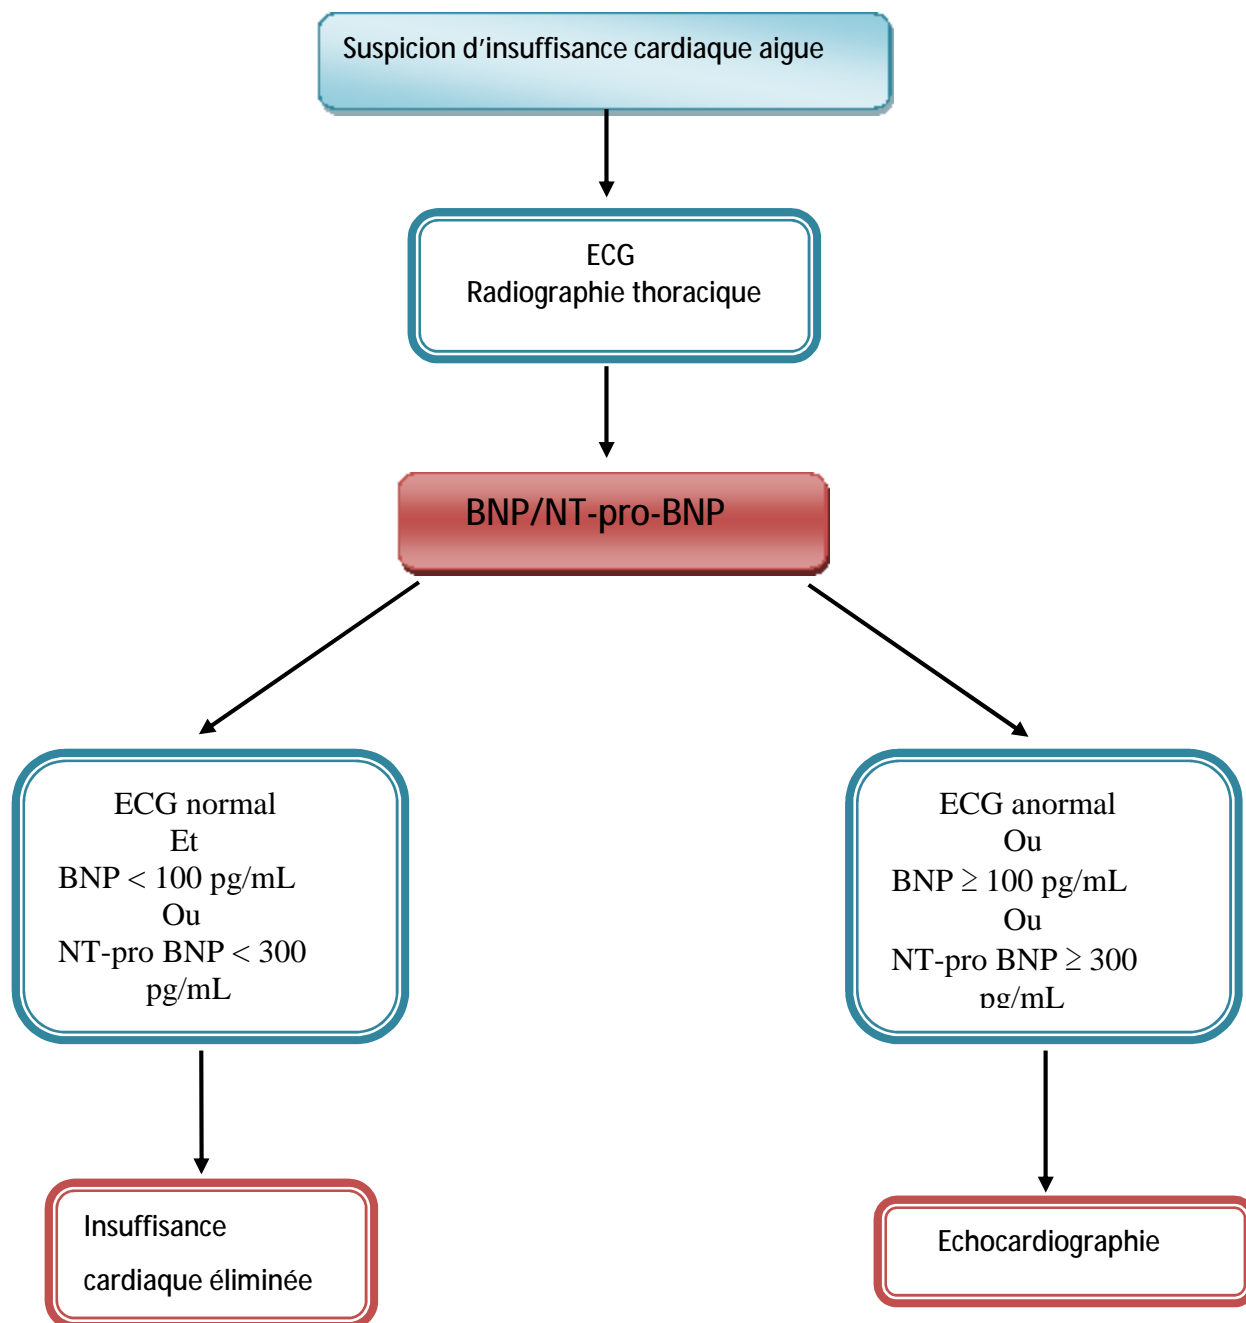 Suspicion d'insuffisance cardiaque aigue
ECG
Radiographie thoracique
BNP/NT-pro-BNP
ECG normal
Et
BNP < 100 pg/mL
Ou
NT-pro BNP < 300
pg/mL
ECG anormal
Ou
BNP ≥ 100 pg/mL
Ou
NT-pro BNP ≥ 300
pg/mL
Insuffisance
cardiaque éliminée
Echocardiographie